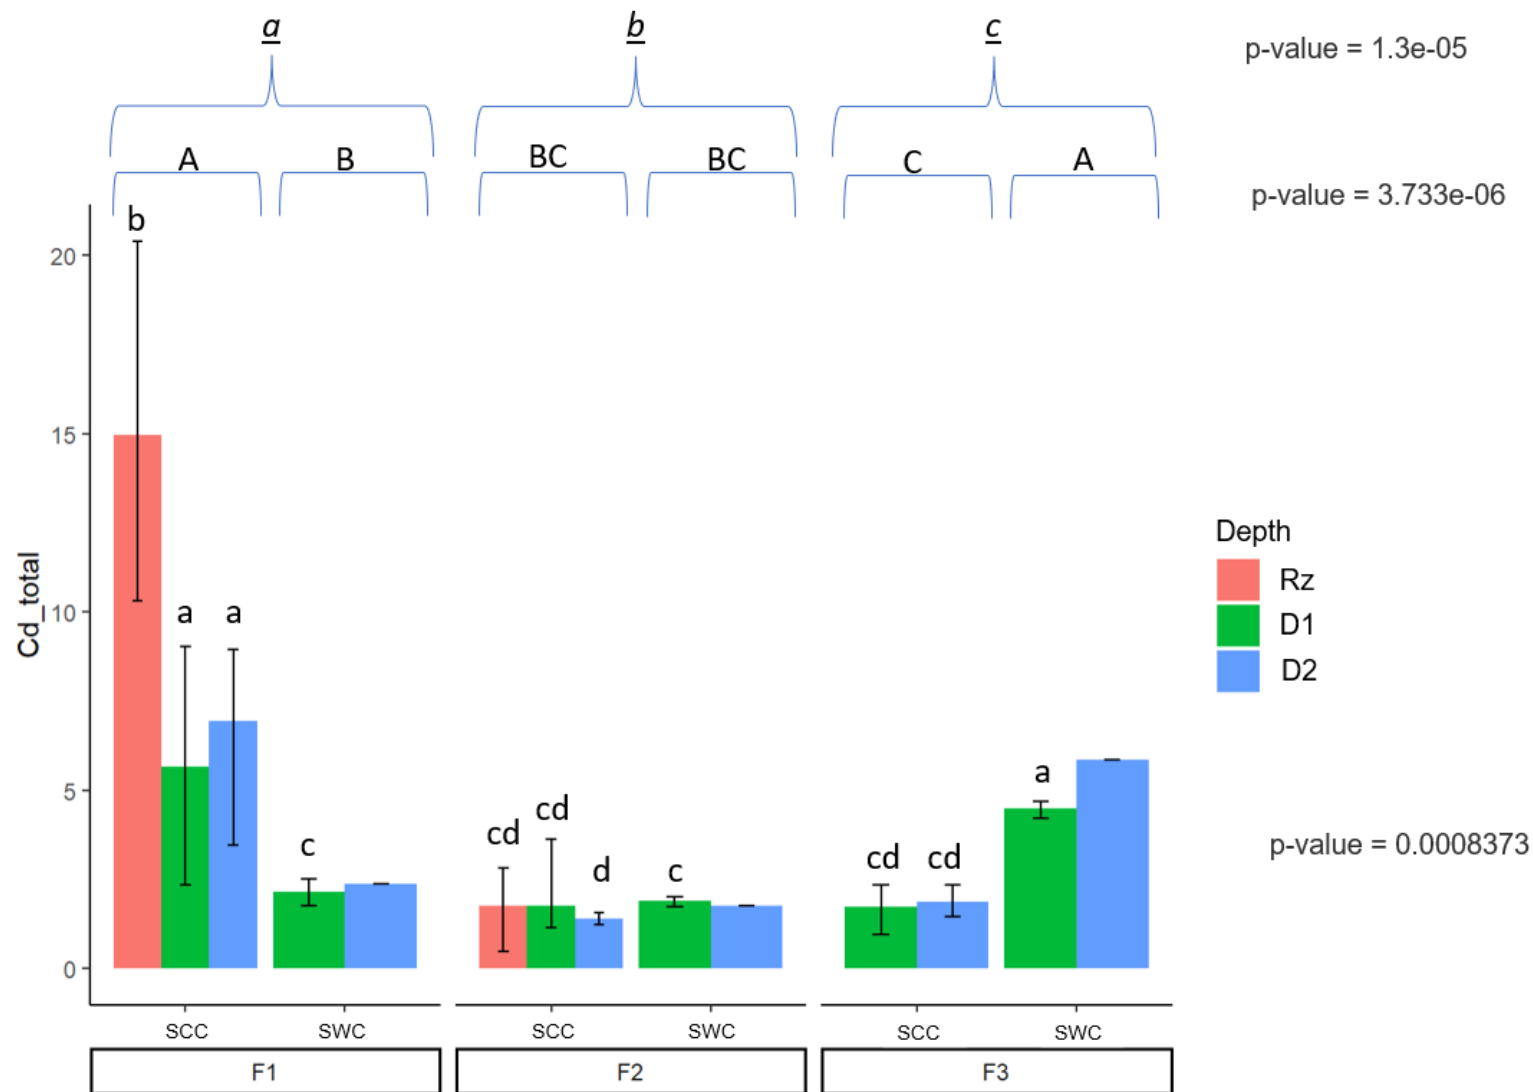 a b c
p-value = 1.3e-05
A B BC BC C A
p-value = 3.733e-06
b
20
15
10
5
0
Cd_total
a a
c
cd cd d c
cd cd a
Depth
Rz
D1
D2
p-value = 0.0008373
SCC SWC SCC SWC SCC SWC
F1 F2 F3